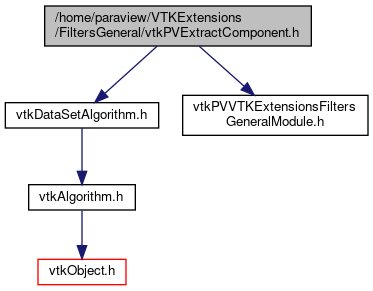 /home/paraview/VTKExtensions
/FiltersGeneral/vtkPVExtractComponent.h
vtkDataSetAlgorithm.h
vtkPVVTKExtensionsFilters
GeneralModule.h
vtkAlgorithm.h
vtkObject.h